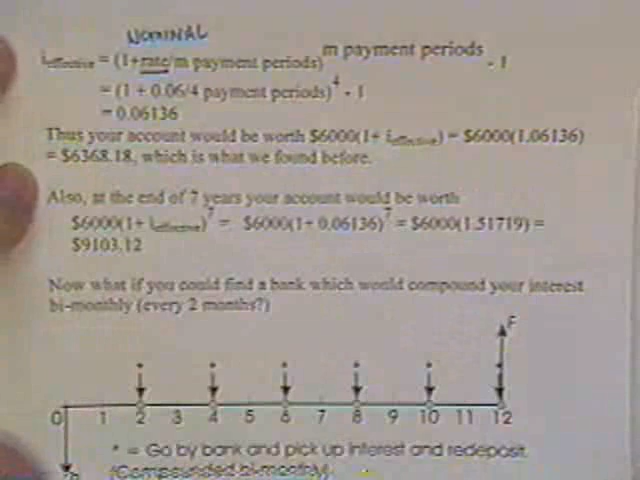 NOMINAL
i effective = (1+rate/m payment periods)^m payment periods - 1
= (1 + 0.06/4 payment periods)^4 - 1
= 0.06136
Thus your account would be worth $6000(1+ i effective) = $6000(1.06136)
= $6368.18, which is what we found before.
Also, at the end of 7 years your account would be worth
$6000(1+ i effective)^7 = $6000(1+ 0.06136)^7 = $6000(1.51719) =
$9103.12
Now what if you could find a bank which would compound your interest
bi-monthly (every 2 months?)
F
* * * * * *
0 1 2 3 4 5 6 7 8 9 10 11 12
* = Go by bank and pick up interest and redeposit.
(Compounded bi-monthly).